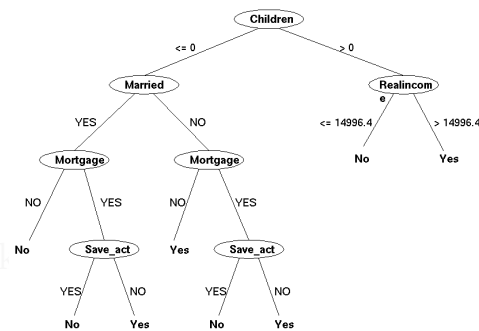 Children
<= 0
> 0
Married
Realincom
e
YES
NO
<= 14996.4
> 14996.4
Mortgage
Mortgage
No
Yes
NO
YES
NO
YES
No
Save_act
Yes
Save_act
YES
NO
YES
NO
No
Yes
No
Yes